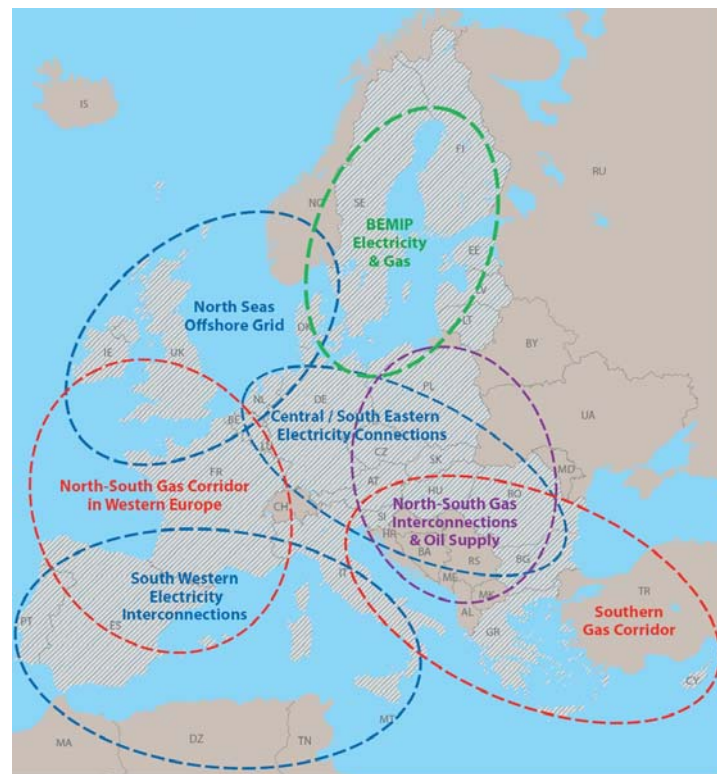 IS
FI
RU
NO
SE
BEMIP
Electricity
& Gas
EE
LV
North Seas
Offshore Grid
DK
LT
IE
UK
BY
NL
DE
PL
BE
Central / South Eastern
Electricity Connections
UA
LU
CZ
SK
FR
North-South Gas Corridor
in Western Europe
AT
HU
MD
CH
RO
North-South Gas
Interconnections
& Oil Supply
SI
HR
BA
RS
South Western
Electricity
Interconnections
IT
ME
BG
MK
TR
PT
ES
AL
Southern
Gas Corridor
GR
CY
MT
MA
DZ
TN